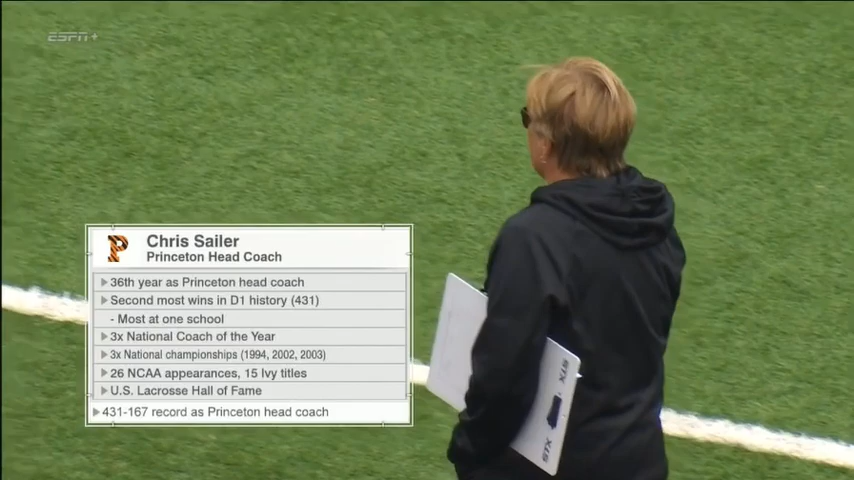 ESPN+
Chris Sailer
Princeton Head Coach
36th year as Princeton head coach
Second most wins in D1 history (431)
- Most at one school
3x National Coach of the Year
3x National championships (1994, 2002, 2003)
26 NCAA appearances, 15 Ivy titles
U.S. Lacrosse Hall of Fame
431-167 record as Princeton head coach
STX
STX